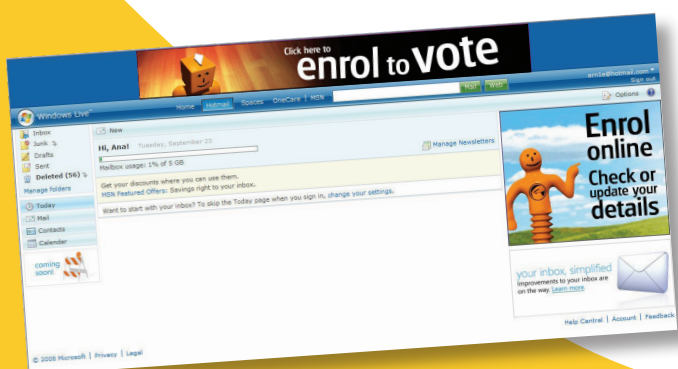 Click here to
enrol to vote
Windows Live™
Home Hotmail Spaces OneCare | MSN
Mail Web
arn1e@hotmail.com
Sign out
Options
Inbox
Junk
Drafts
Sent
Deleted (56)
Manage folders
Today
Mail
Contacts
Calendar
coming
soon!
New
Hi, Ana! Tuesday, September 23
Mailbox usage: 1% of 5 GB
Manage Newsletters
Get your discounts where you can use them.
MSN Featured Offers: Savings right to your inbox.
Want to start with your inbox? To skip the Today page when you sign in, change your settings.
Enrol
online
Check or
update your
details
your inbox, simplified
improvements to your inbox are
on the way. Learn more.
Help Central | Account | Feedback
© 2008 Microsoft | Privacy | Legal